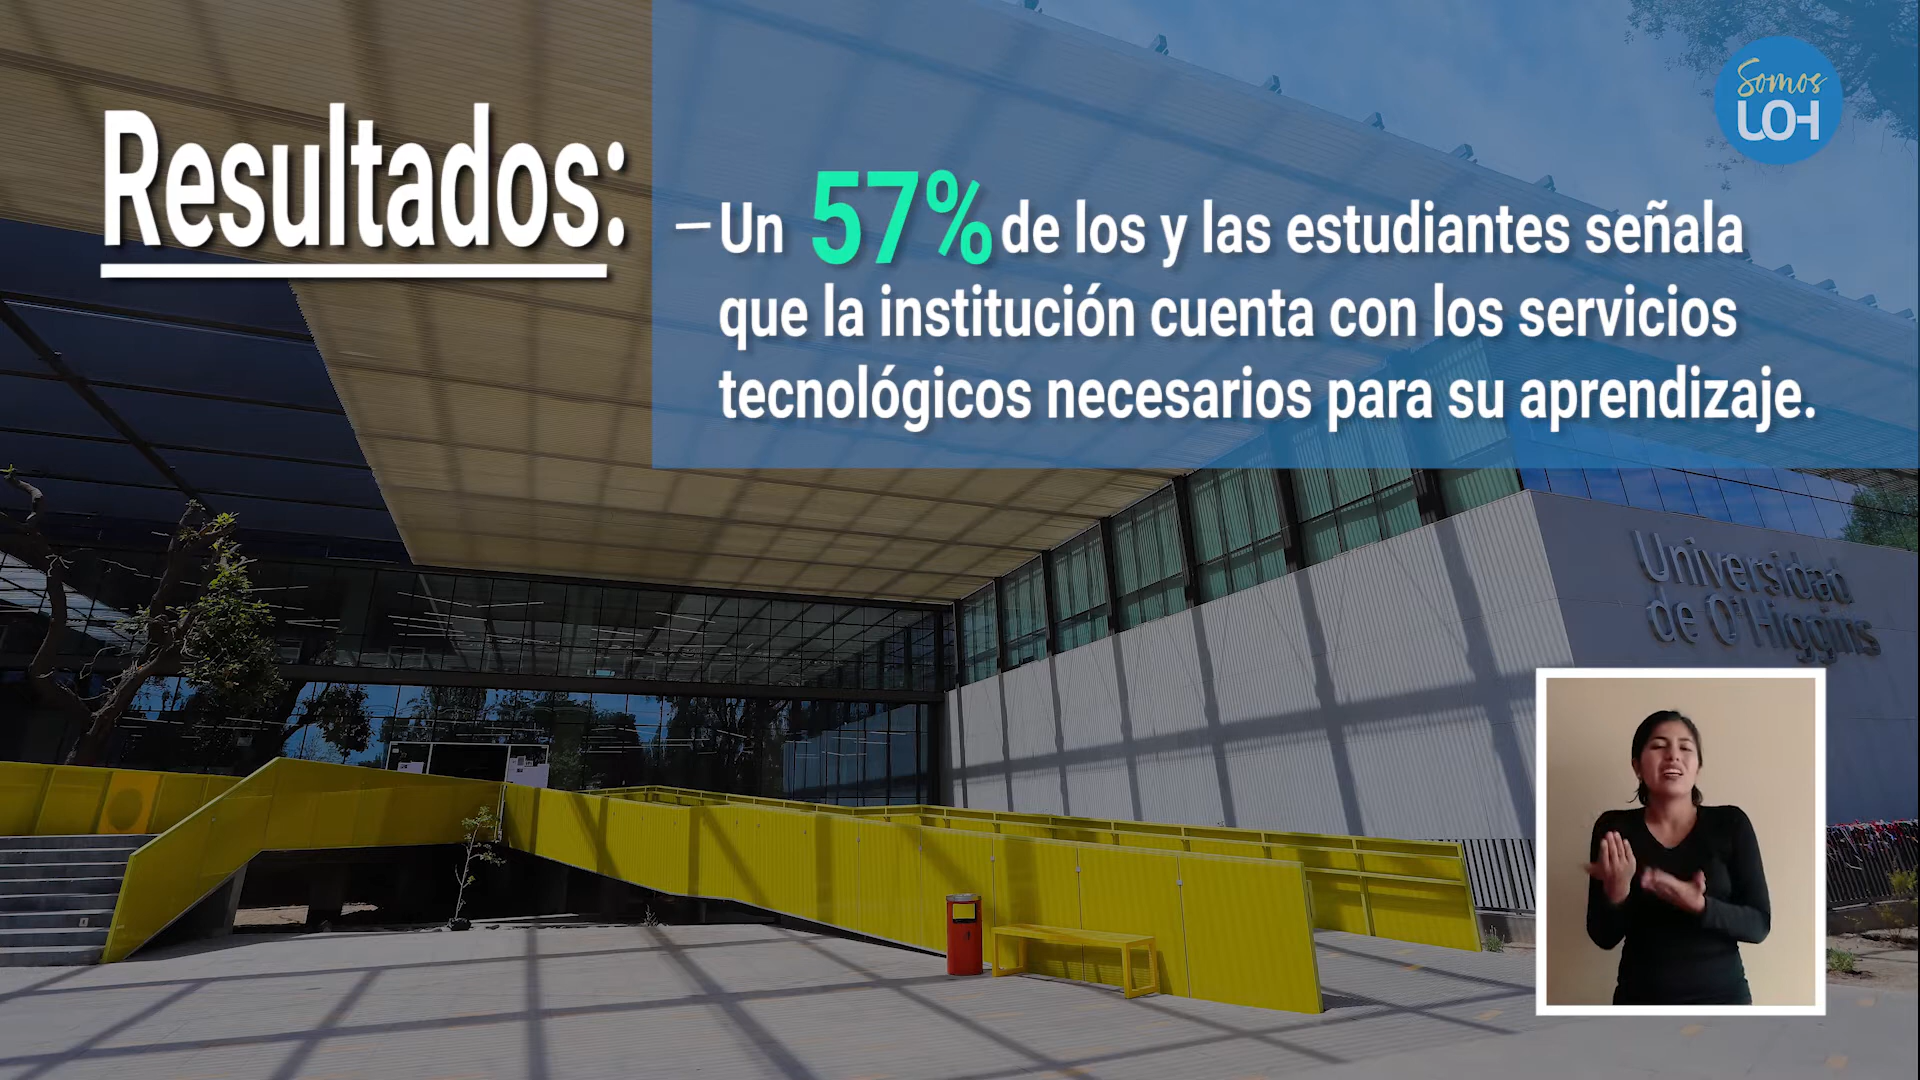 Resultados:
Somos
UOH
– Un 57% de los y las estudiantes señala
que la institución cuenta con los servicios
tecnológicos necesarios para su aprendizaje.
Universidad
de O'Higgins